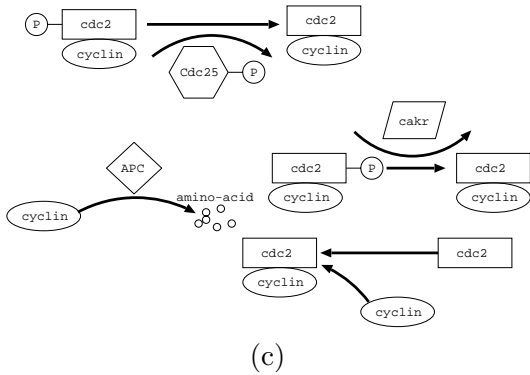 P cdc2 cdc2
cyclin cyclin
Cdc25 P
cakr
APC cdc2 P cdc2
amino-acid
cyclin cyclin cyclin
cdc2 cdc2
cyclin
cyclin
(c)